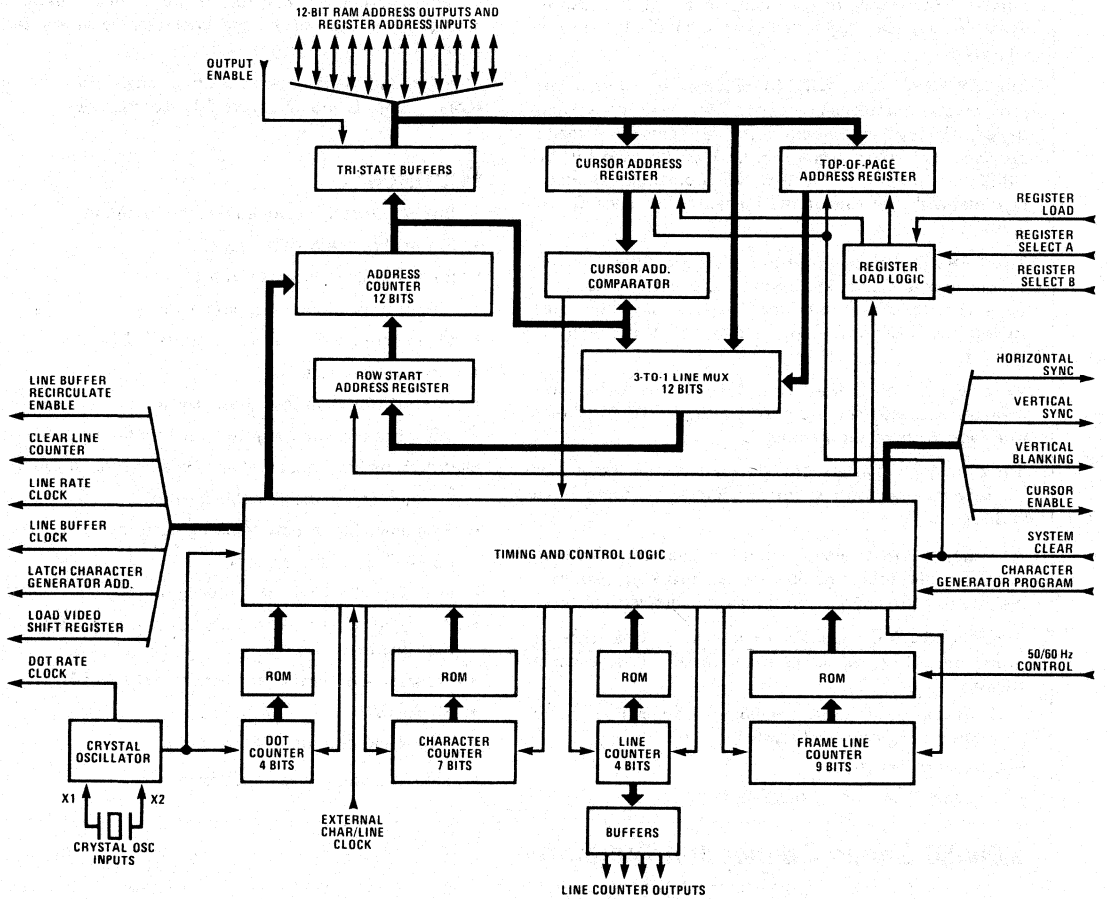 12-BIT RAM ADDRESS OUTPUTS AND
REGISTER ADDRESS INPUTS
OUTPUT
ENABLE
TRI-STATE BUFFERS
CURSOR ADDRESS
REGISTER
TOP-OF-PAGE
ADDRESS REGISTER
REGISTER
LOAD
REGISTER
SELECT A
REGISTER
SELECT B
ADDRESS
COUNTER
12 BITS
CURSOR ADD.
COMPARATOR
REGISTER
LOAD LOGIC
ROW START
ADDRESS REGISTER
3-TO-1 LINE MUX
12 BITS
LINE BUFFER
RECIRCULATE
ENABLE
CLEAR LINE
COUNTER
LINE RATE
CLOCK
LINE BUFFER
CLOCK
LATCH CHARACTER
GENERATOR ADD.
LOAD VIDEO
SHIFT REGISTER
DOT RATE
CLOCK
HORIZONTAL
SYNC
VERTICAL
SYNC
VERTICAL
BLANKING
CURSOR
ENABLE
SYSTEM
CLEAR
CHARACTER
GENERATOR PROGRAM
50/60 Hz
CONTROL
TIMING AND CONTROL LOGIC
ROM
ROM
ROM
ROM
CRYSTAL
OSCILLATOR
DOT
COUNTER
4 BITS
CHARACTER
COUNTER
7 BITS
LINE
COUNTER
4 BITS
FRAME LINE
COUNTER
9 BITS
X1
X2
CRYSTAL OSC
INPUTS
EXTERNAL
CHAR/LINE
CLOCK
BUFFERS
LINE COUNTER OUTPUTS